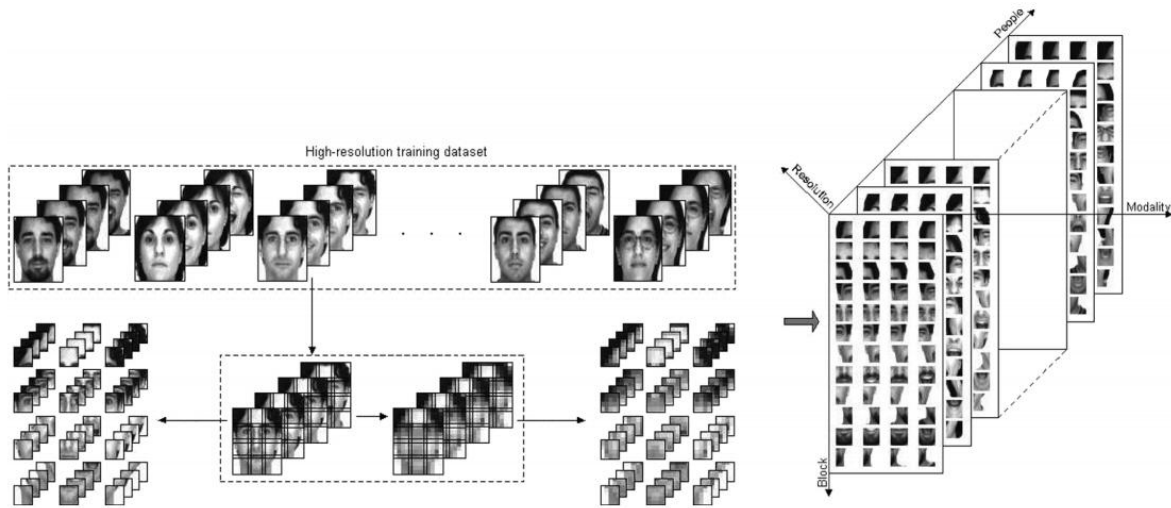 High-resolution training dataset
. . .
People
Resolution
Modality
Block